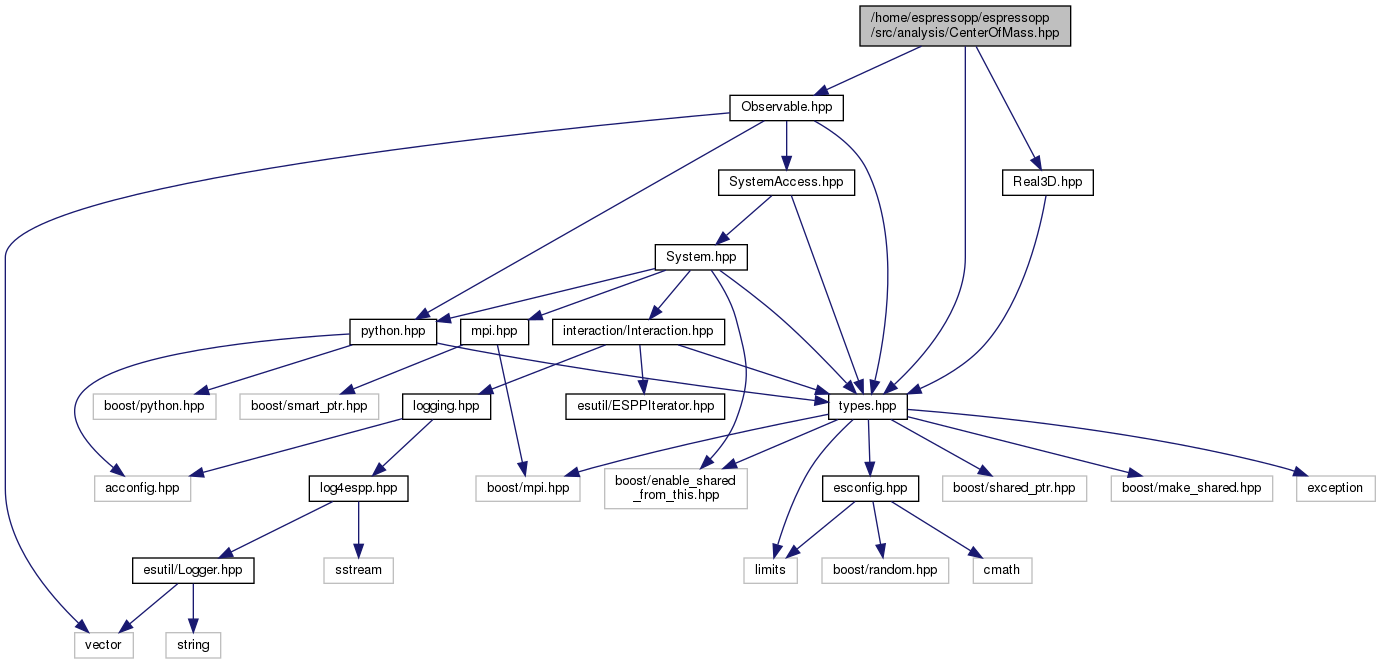 /home/espressopp/espressopp
/src/analysis/CenterOfMass.hpp
Observable.hpp
SystemAccess.hpp
Real3D.hpp
System.hpp
python.hpp
mpi.hpp
interaction/Interaction.hpp
boost/python.hpp
boost/smart_ptr.hpp
logging.hpp
esutil/ESPPIterator.hpp
types.hpp
acconfig.hpp
log4espp.hpp
boost/mpi.hpp
boost/enable_shared
_from_this.hpp
esconfig.hpp
boost/shared_ptr.hpp
boost/make_shared.hpp
exception
esutil/Logger.hpp
sstream
limits
boost/random.hpp
cmath
vector
string